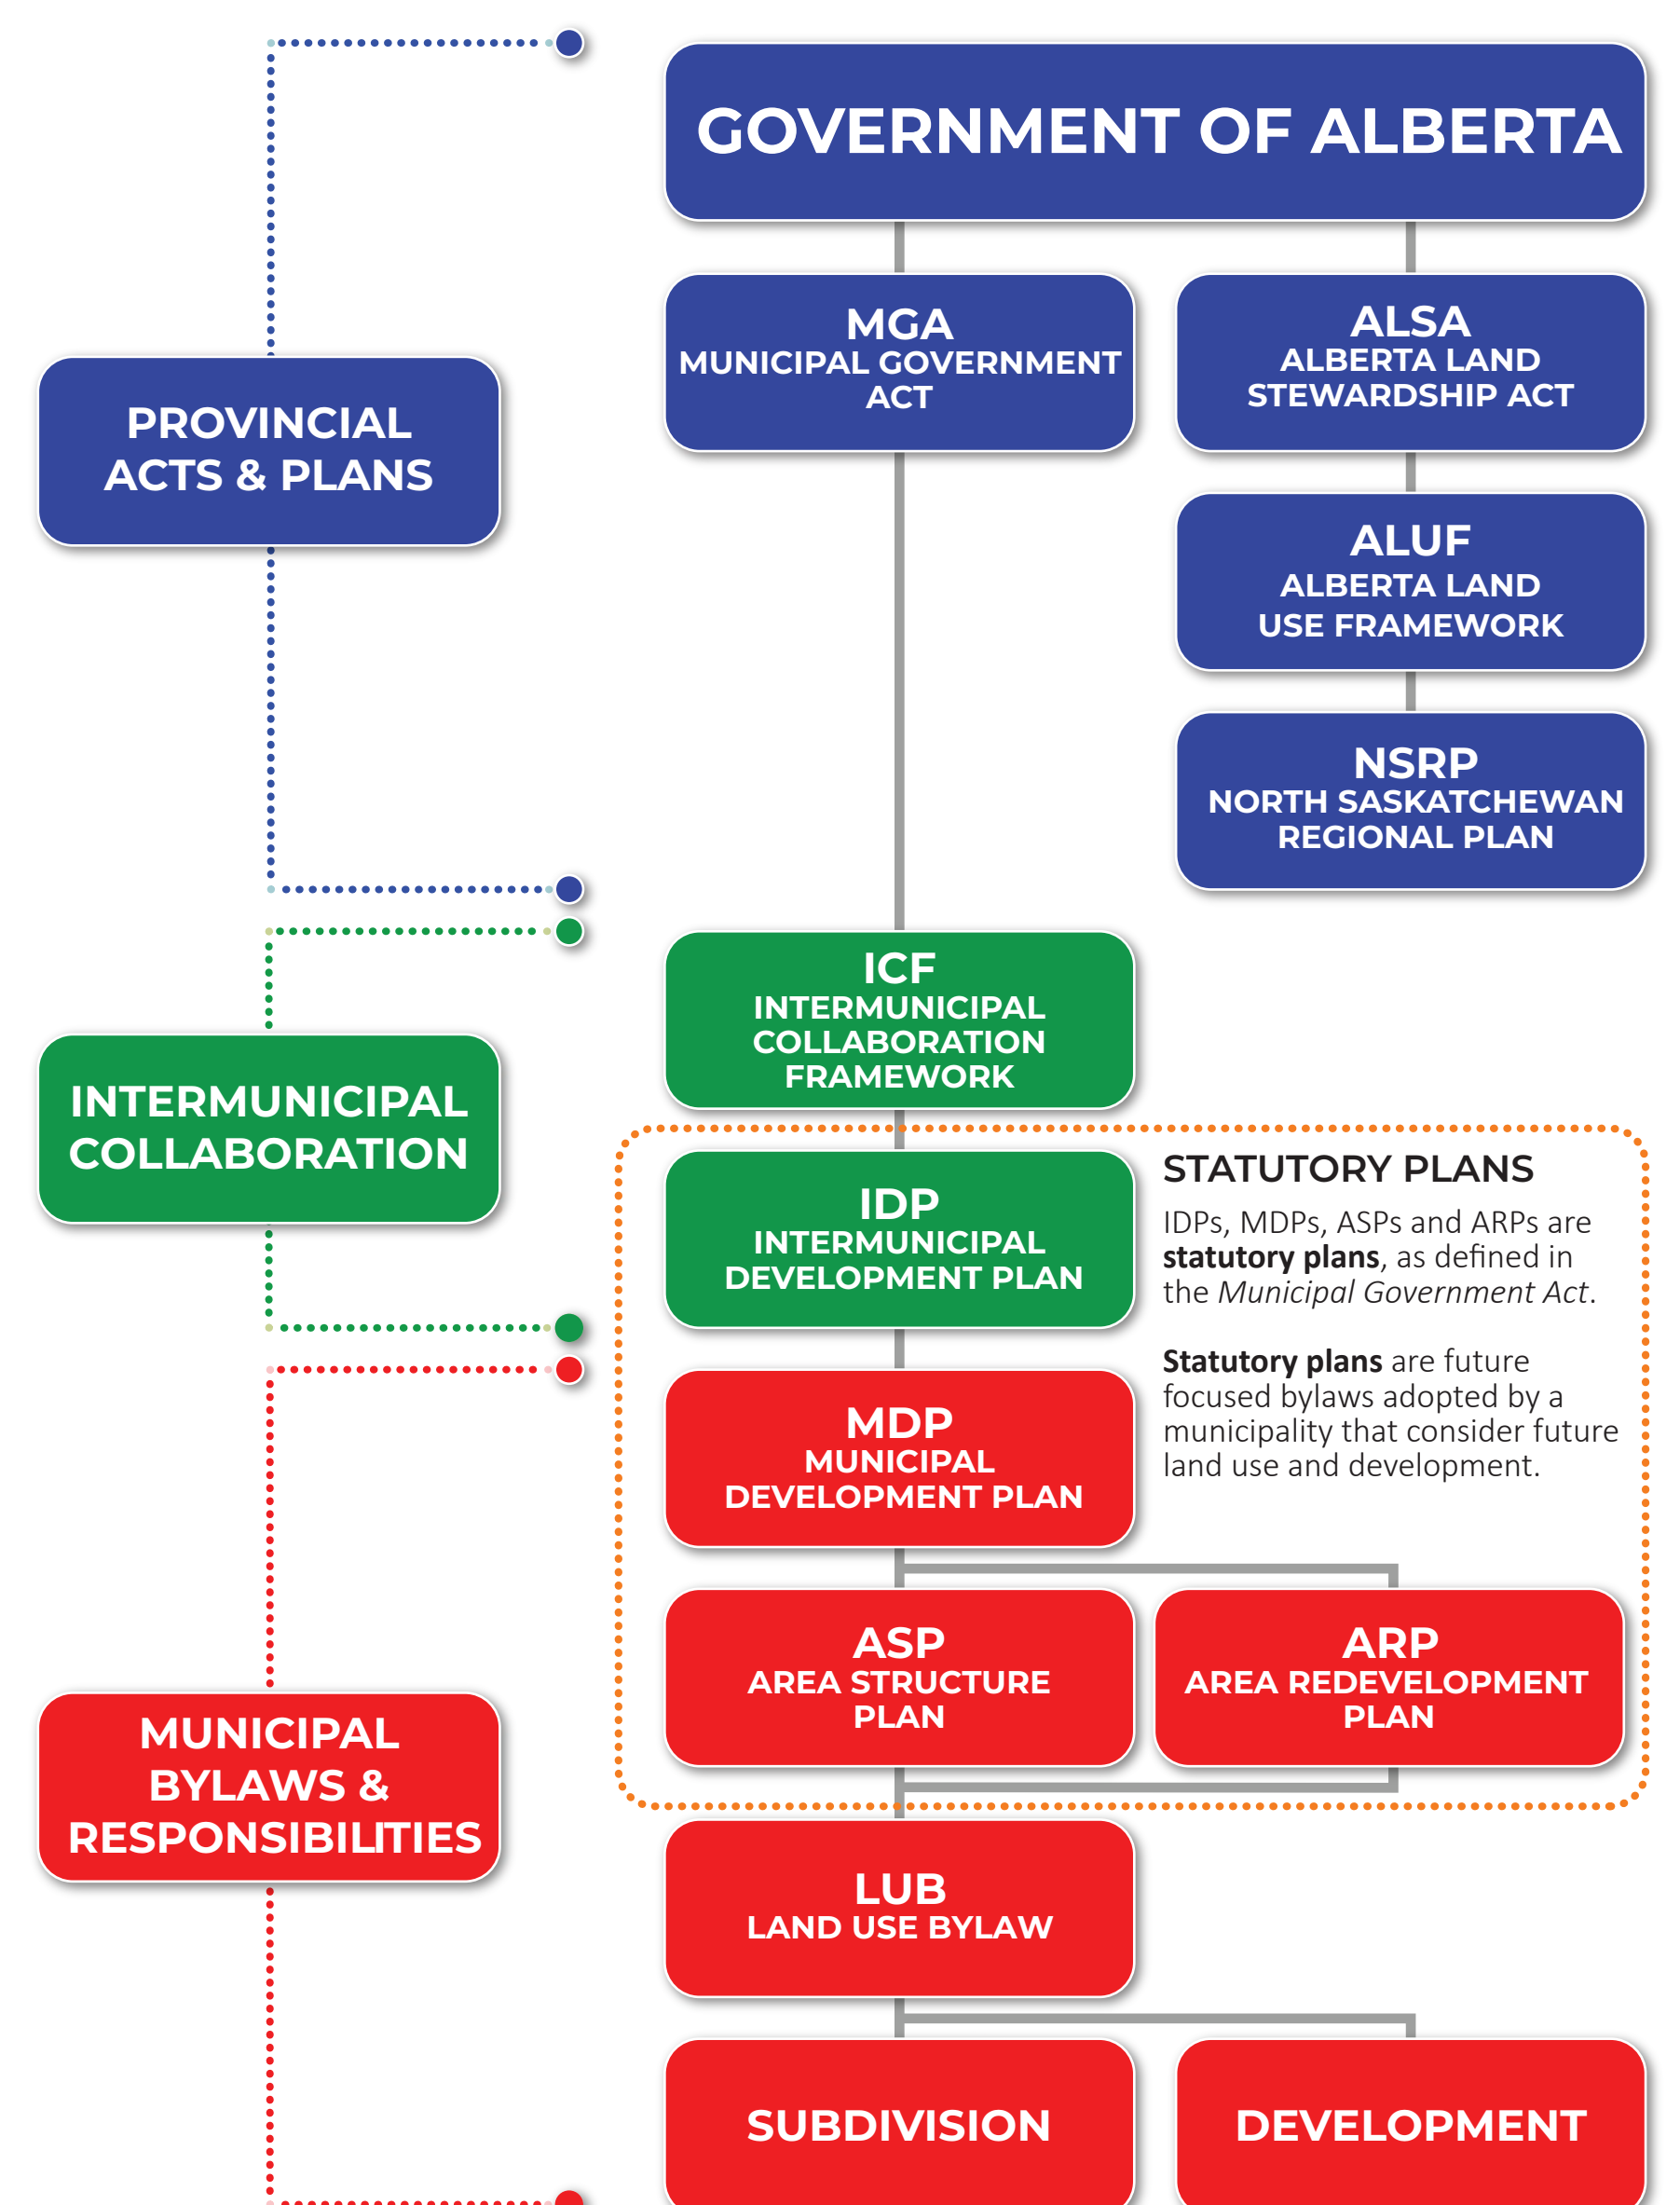 GOVERNMENT OF ALBERTA
MGA
MUNICIPAL GOVERNMENT
ACT
ALSA
ALBERTA LAND
STEWARDSHIP ACT
PROVINCIAL
ACTS & PLANS
ALUF
ALBERTA LAND
USE FRAMEWORK
NSRP
NORTH SASKATCHEWAN
REGIONAL PLAN
ICF
INTERMUNICIPAL
COLLABORATION
FRAMEWORK
INTERMUNICIPAL
COLLABORATION
IDP
INTERMUNICIPAL
DEVELOPMENT PLAN
STATUTORY PLANS
IDPs, MDPs, ASPs and ARPs are
statutory plans, as defined in
the Municipal Government Act.
Statutory plans are future
focused bylaws adopted by a
municipality that consider future
land use and development.
MDP
MUNICIPAL
DEVELOPMENT PLAN
ASP
AREA STRUCTURE
PLAN
ARP
AREA REDEVELOPMENT
PLAN
MUNICIPAL
BYLAWS &
RESPONSIBILITIES
LUB
LAND USE BYLAW
SUBDIVISION
DEVELOPMENT